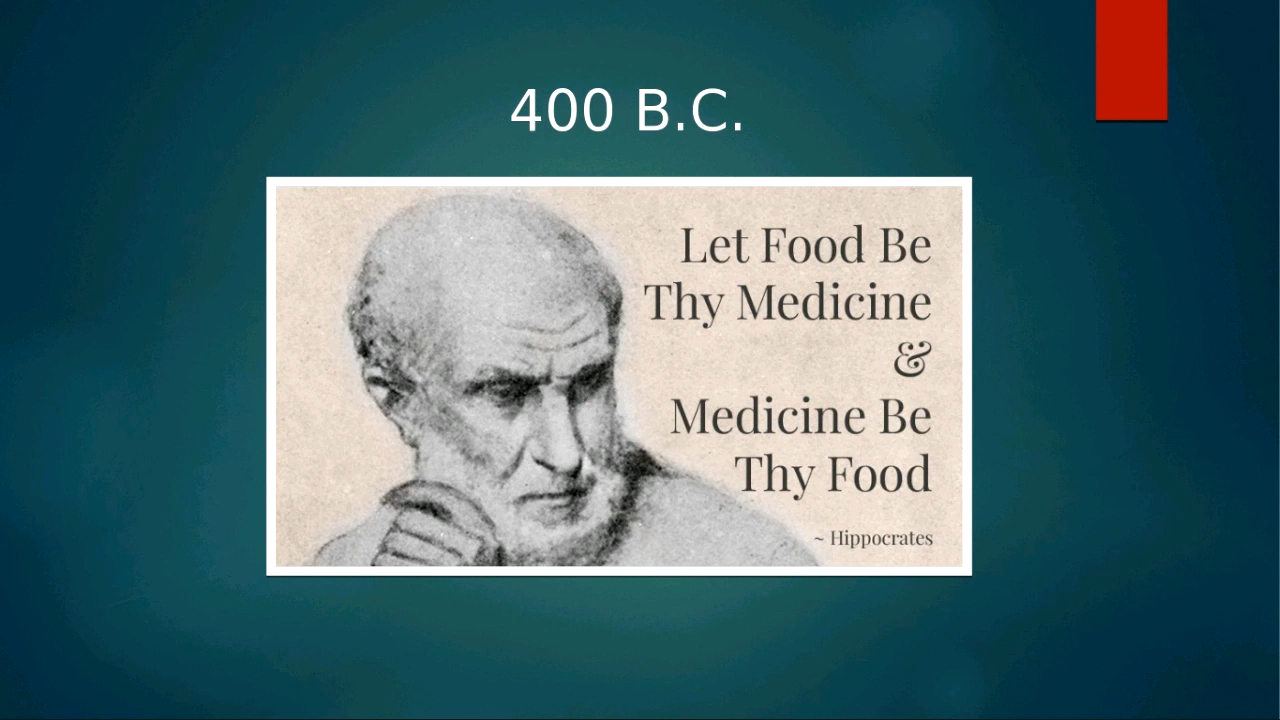 400 B.C.
Let Food Be
Thy Medicine
&
Medicine Be
Thy Food
~ Hippocrates